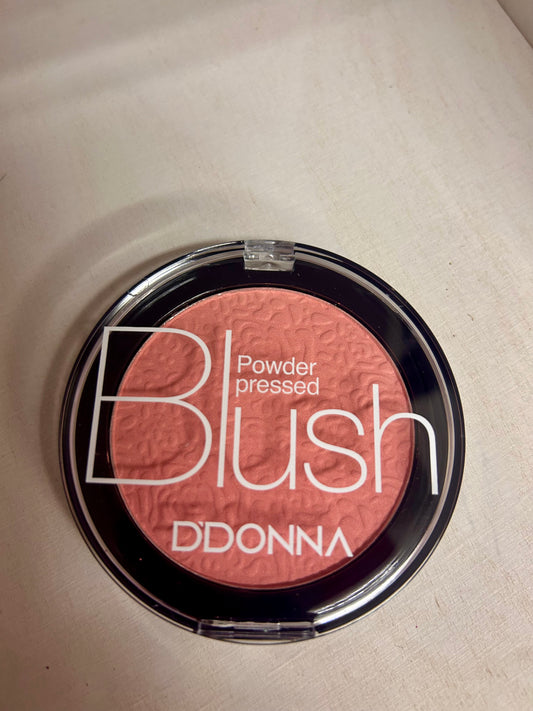 Powder
pressed
Blush
D'DONNA